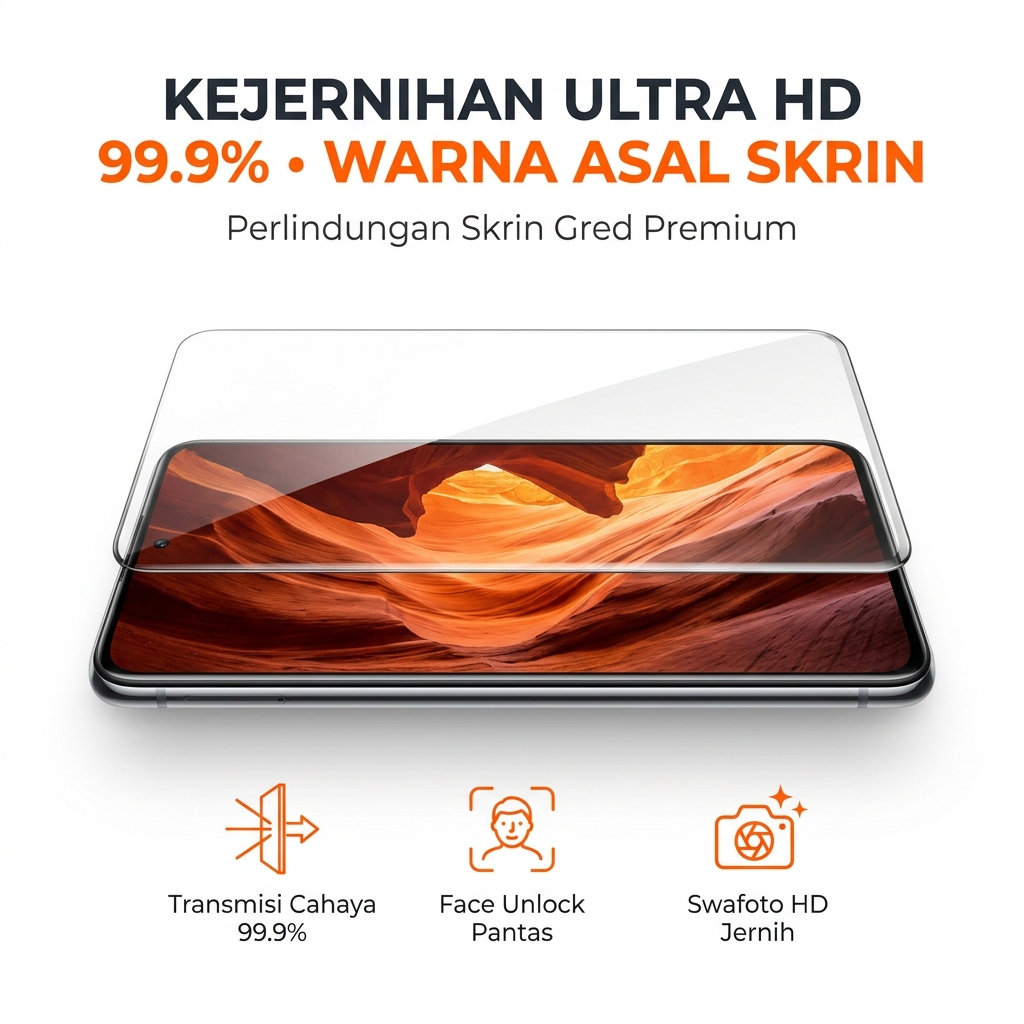 KEJERNIHAN ULTRA HD
99.9% • WARNA ASAL SKRIN
Perlindungan Skrin Gred Premium
Transmisi Cahaya
99.9%
Face Unlock
Pantas
Swafoto HD
Jernih